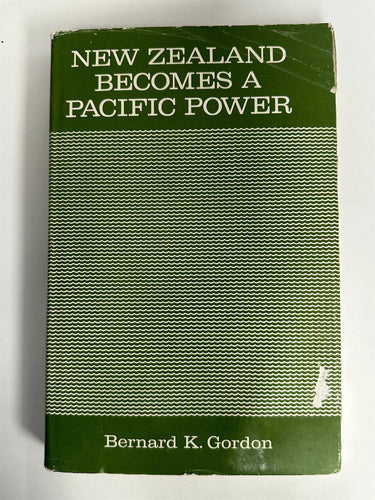 NEW ZEALAND
BECOMES A
PACIFIC POWER
Bernard K. Gordon